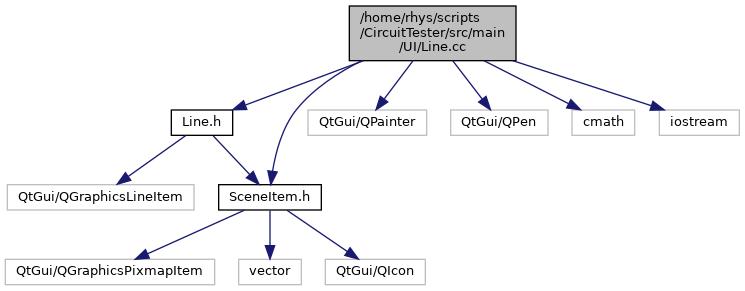 /home/rhys/scripts
/CircuitTester/src/main
/UI/Line.cc
Line.h
QtGui/QPainter
QtGui/QPen
cmath
iostream
QtGui/QGraphicsLineItem
SceneItem.h
QtGui/QGraphicsPixmapItem
vector
QtGui/QIcon